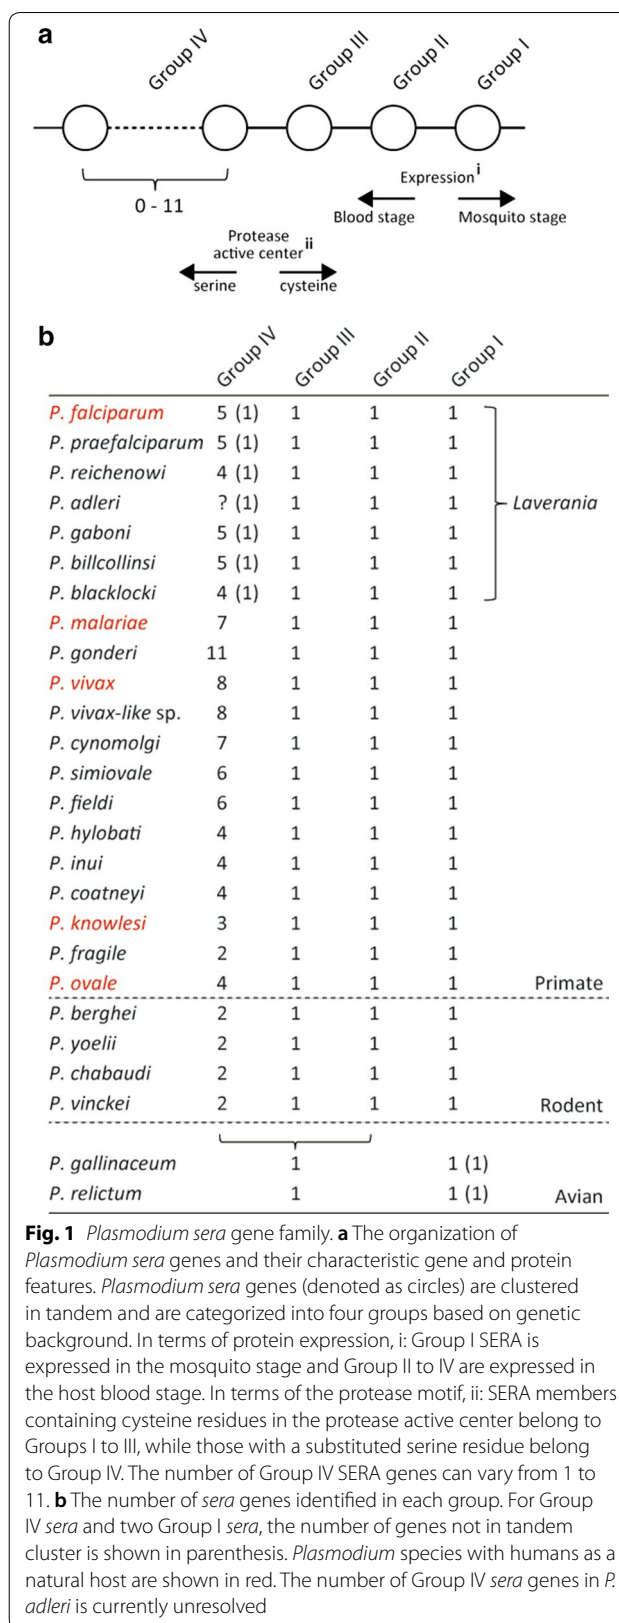 a
Group IV Group III Group II Group I
0 - 11
Expression i
Blood stage Mosquito stage
Protease
active center ii
serine cysteine
b
Group IV Group III Group II Group I
P. falciparum 5 (1) 1 1 1
P. praefalciparum 5 (1) 1 1 1
P. reichenowi 4 (1) 1 1 1
P. adleri ? (1) 1 1 1 Laverania
P. gaboni 5 (1) 1 1 1
P. billcollinsi 5 (1) 1 1 1
P. blacklocki 4 (1) 1 1 1
P. malariae 7 1 1 1
P. gonderi 11 1 1 1
P. vivax 8 1 1 1
P. vivax-like sp. 8 1 1 1
P. cynomolgi 7 1 1 1
P. simiovale 6 1 1 1
P. fieldi 6 1 1 1
P. hylobati 4 1 1 1
P. inui 4 1 1 1
P. coatneyi 4 1 1 1
P. knowlesi 3 1 1 1
P. fragile 2 1 1 1
P. ovale 4 1 1 1 Primate
P. berghei 2 1 1 1
P. yoelii 2 1 1 1
P. chabaudi 2 1 1 1
P. vinckei 2 1 1 1 Rodent
P. gallinaceum 1 1 (1)
P. relictum 1 1 (1) Avian
Fig. 1 Plasmodium sera gene family. a The organization of
Plasmodium sera genes and their characteristic gene and protein
features. Plasmodium sera genes (denoted as circles) are clustered
in tandem and are categorized into four groups based on genetic
background. In terms of protein expression, i: Group I SERA is
expressed in the mosquito stage and Group II to IV are expressed in
the host blood stage. In terms of the protease motif, ii: SERA members
containing cysteine residues in the protease active center belong to
Groups I to III, while those with a substituted serine residue belong
to Group IV. The number of Group IV SERA genes can vary from 1 to
11. b The number of sera genes identified in each group. For Group
IV sera and two Group I sera, the number of genes not in tandem
cluster is shown in parenthesis. Plasmodium species with humans as a
natural host are shown in red. The number of Group IV sera genes in P.
adleri is currently unresolved